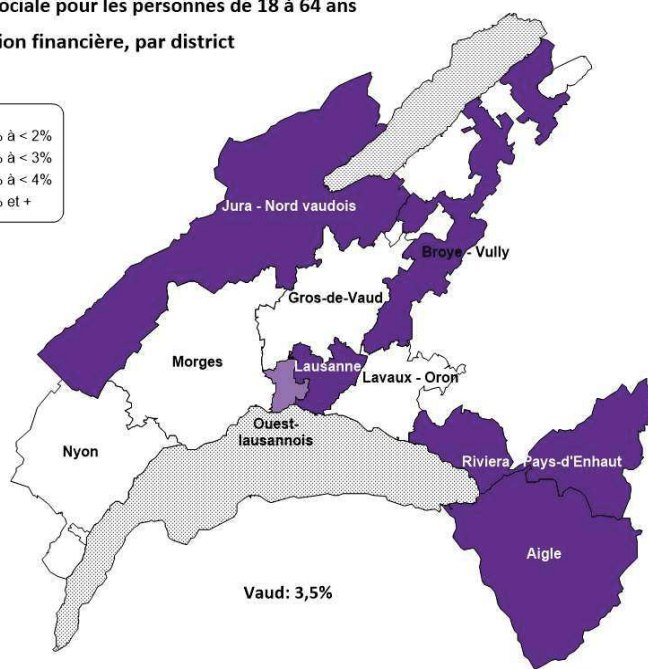 ociale pour les personnes de 18 à 64 ans
ion financière, par district
à < 2%
à < 3%
à < 4%
et +
Jura - Nord vaudois
Broye - Vully
Gros-de-Vaud
Morges
Lausanne
Lavaux - Oron
Ouest-
lausannois
Nyon
Riviera Pays-d'Enhaut
Aigle
Vaud: 3,5%